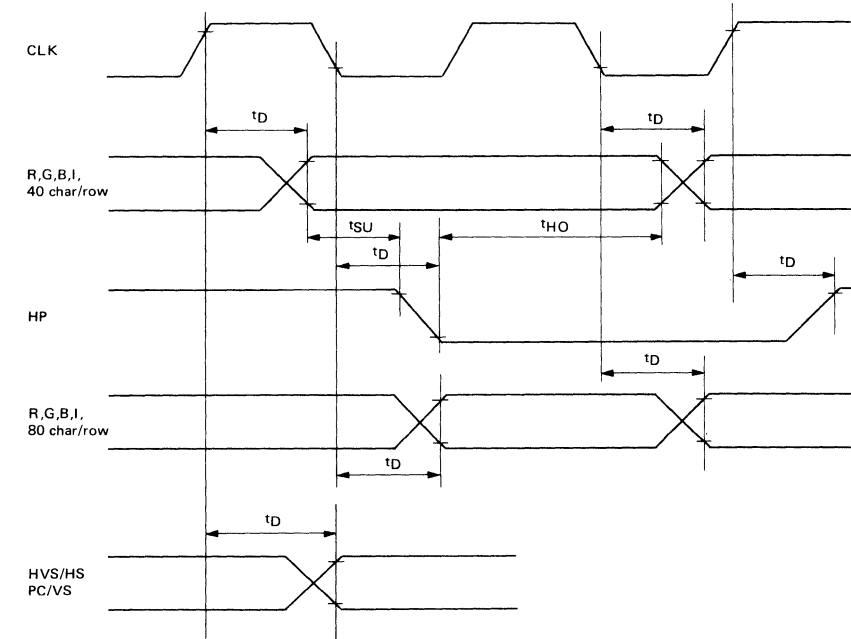 CLK
tD
tD
R,G,B,I,
40 char/row
tSU
tHO
tD
tD
HP
tD
R,G,B,I,
80 char/row
tD
tD
HVS/HS
PC/VS